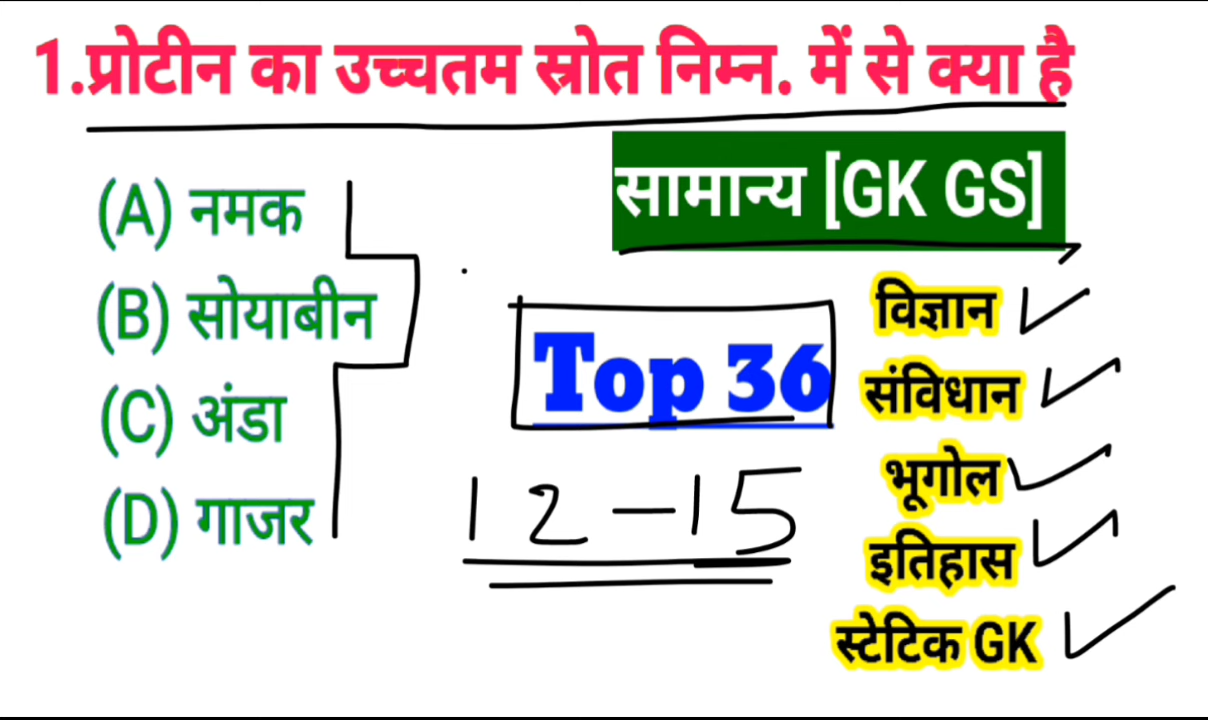 1.प्रोटीन का उच्चतम स्रोत निम्न. में से क्या है
सामान्य [GK GS]
(A) नमक
(B) सोयाबीन
(C) अंडा
(D) गाजर
Top 36
12-15
विज्ञान
संविधान
भूगोल
इतिहास
स्टेटिक GK